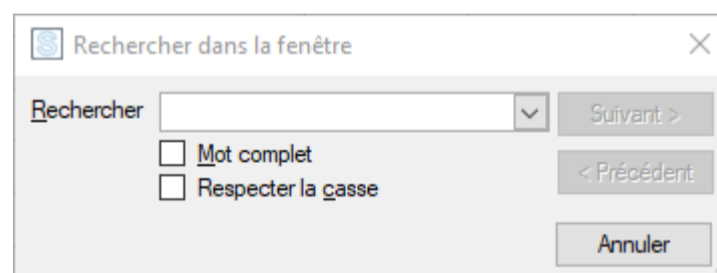 S Rechercher dans la fenêtre
Rechercher Suivant >
Mot complet
< Précédent
Respecter la casse
Annuler